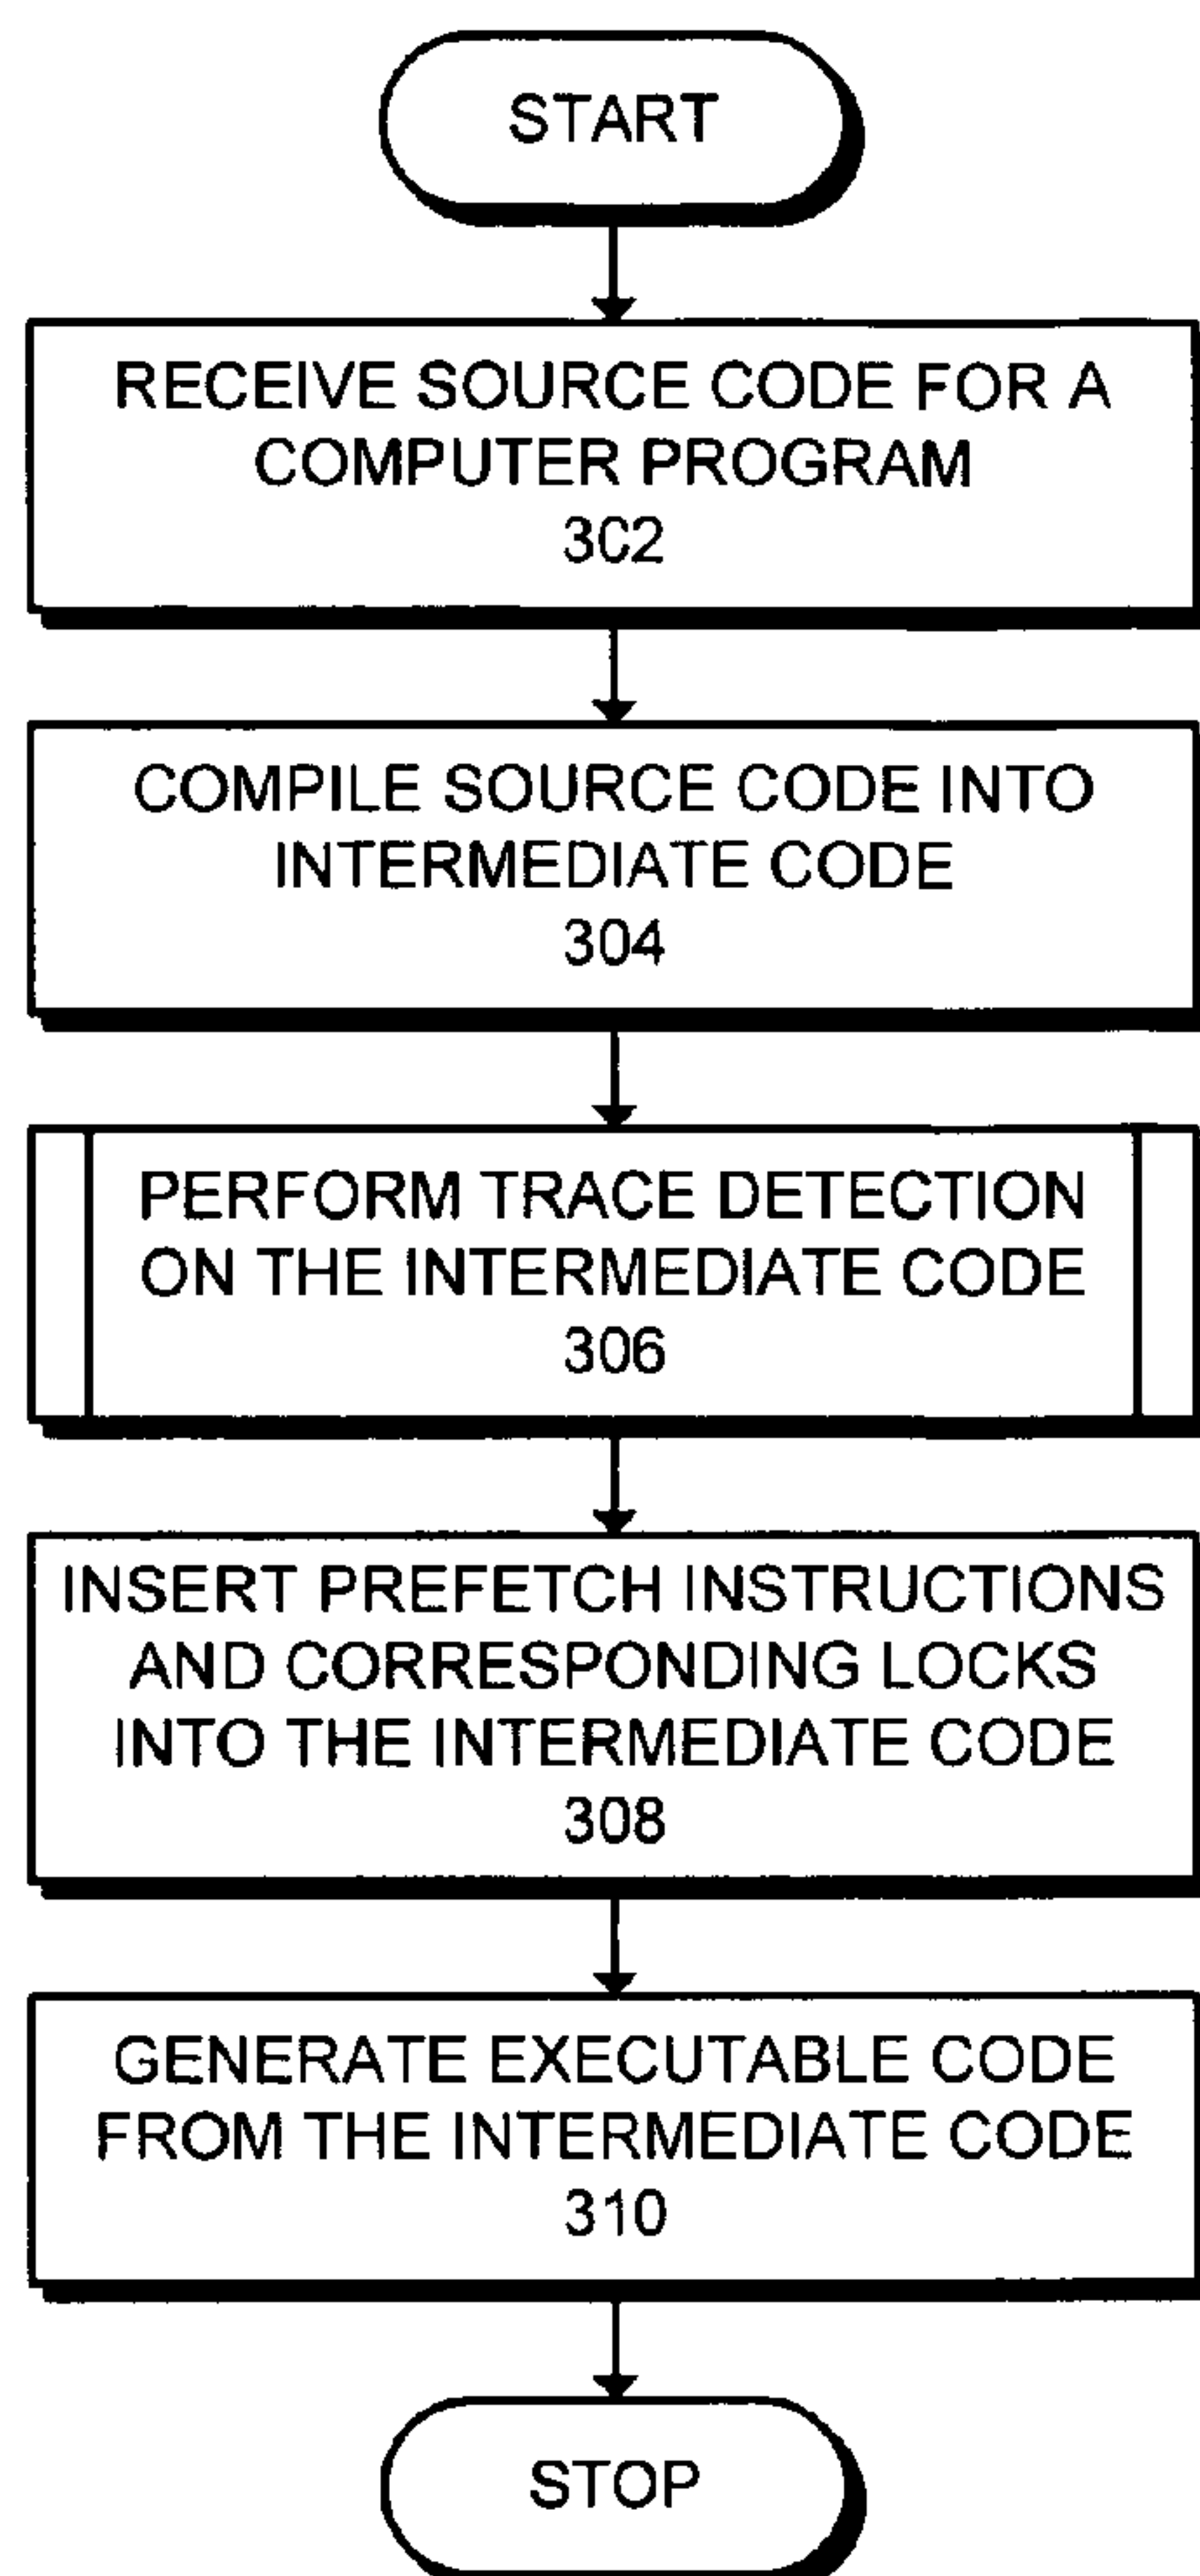 START
RECEIVE SOURCE CODE FOR A
COMPUTER PROGRAM
302
COMPILE SOURCE CODE INTO
INTERMEDIATE CODE
304
PERFORM TRACE DETECTION
ON THE INTERMEDIATE CODE
306
INSERT PREFETCH INSTRUCTIONS
AND CORRESPONDING LOCKS
INTO THE INTERMEDIATE CODE
308
GENERATE EXECUTABLE CODE
FROM THE INTERMEDIATE CODE
310
STOP